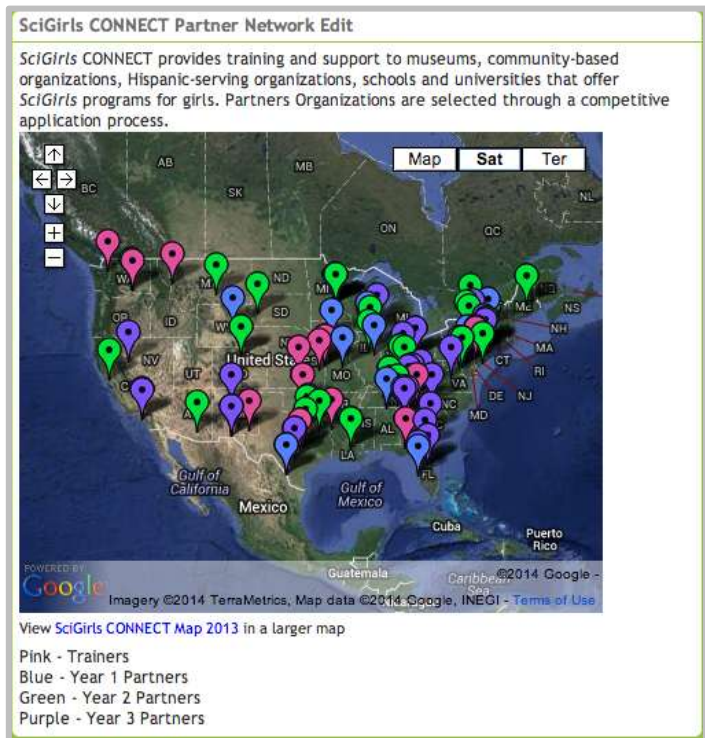 SciGirls CONNECT Partner Network Edit
SciGirls CONNECT provides training and support to museums, community-based
organizations, Hispanic-serving organizations, schools and universities that offer
SciGirls programs for girls. Partners Organizations are selected through a competitive
application process.
Map Sat Ter
AB
MB
BC
SK
NL
ON
QC
ND
ME
NS
SD
NH
OR
ID
MA
RI
NV
United States
CT
UT
MO
VA
DE NJ
NC
MD
AL
LA
FL
Gulf of
California
Gulf of
Mexico
Mexico
Cuba
Puerto
Rico
POWERED BY
Google
Guatemala
Caribbean
Sea
©2014 Google -
Imagery ©2014 TerraMetrics, Map data ©2014 Google, INEGI - Terms of Use
View SciGirls CONNECT Map 2013 in a larger map
Pink - Trainers
Blue - Year 1 Partners
Green - Year 2 Partners
Purple - Year 3 Partners